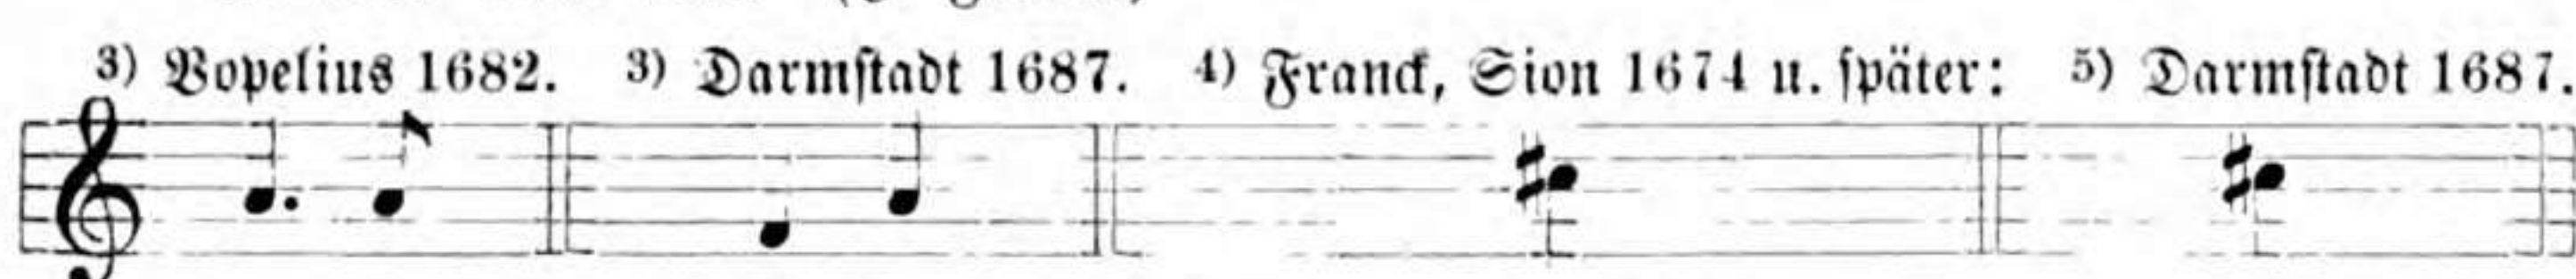 3) Vopelius 1682. 3) Darmſtadt 1687. 4) Franck, Sion 1674 u. ſpäter: 5) Darmſtadt 1687.